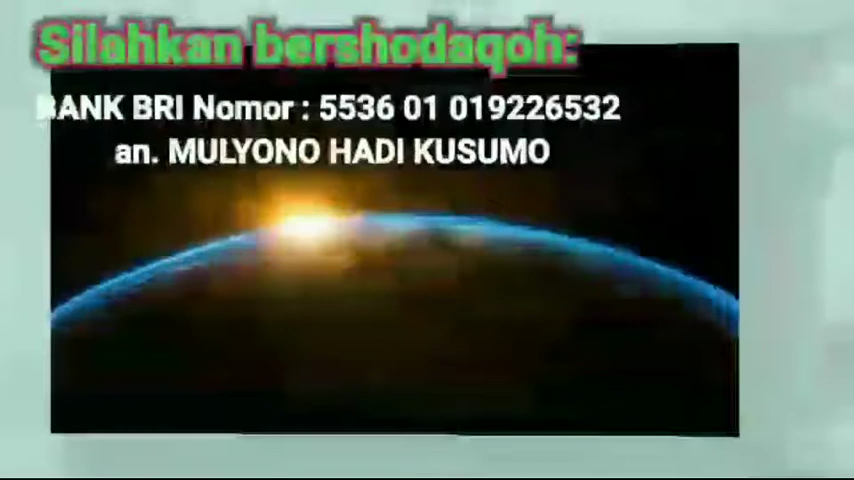 Silahkan bershodaqoh:
BANK BRI Nomor : 5536 01 019226532
an. MULYONO HADI KUSUMO